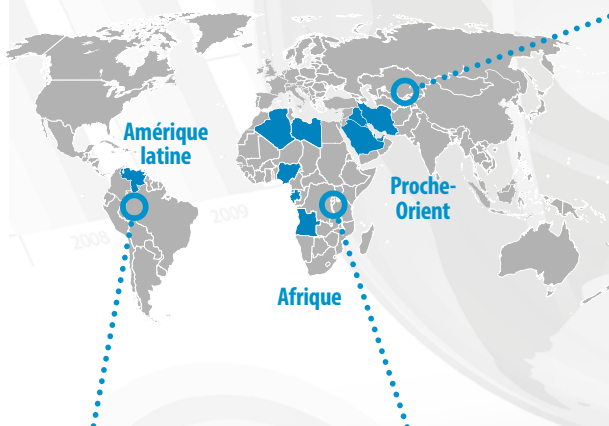 Amérique
latine
Proche-
Orient
2008
2009
Afrique